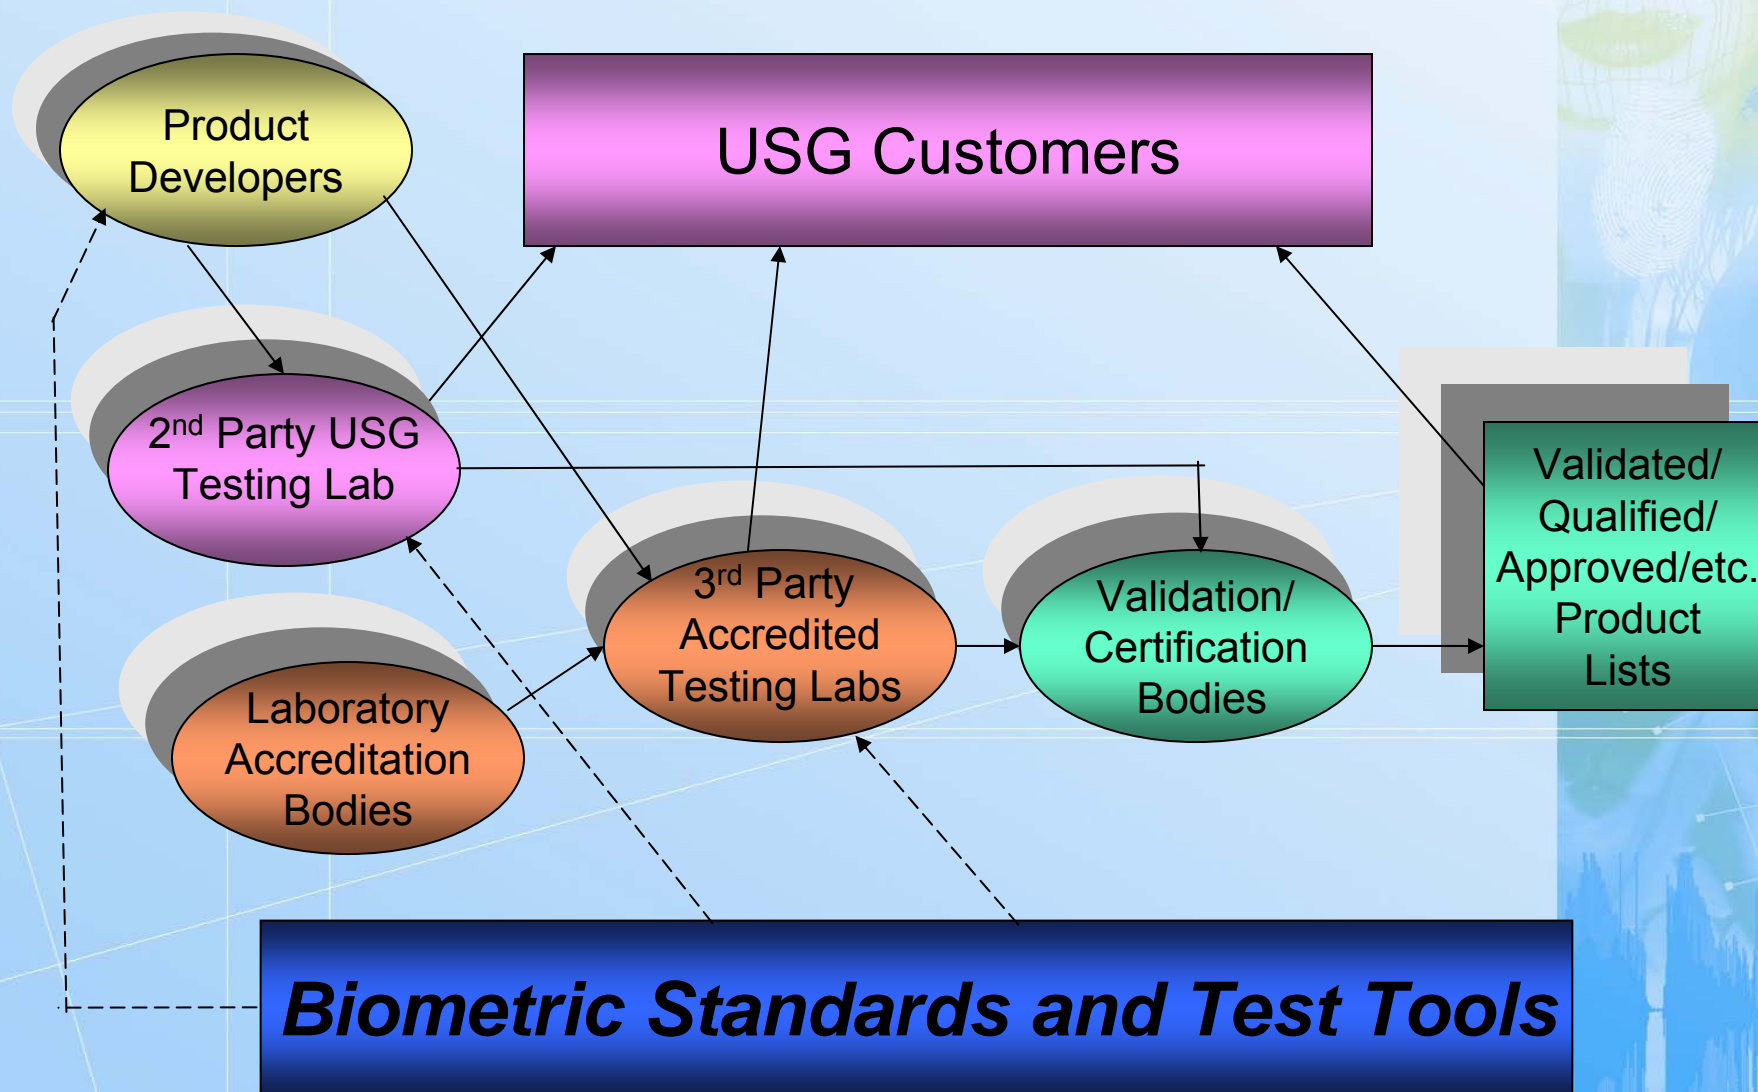 Product
Developers
USG Customers
2nd Party USG
Testing Lab
Validated/
Qualified/
Approved/etc.
Product
Lists
3rd Party
Accredited
Testing Labs
Validation/
Certification
Bodies
Laboratory
Accreditation
Bodies
Biometric Standards and Test Tools